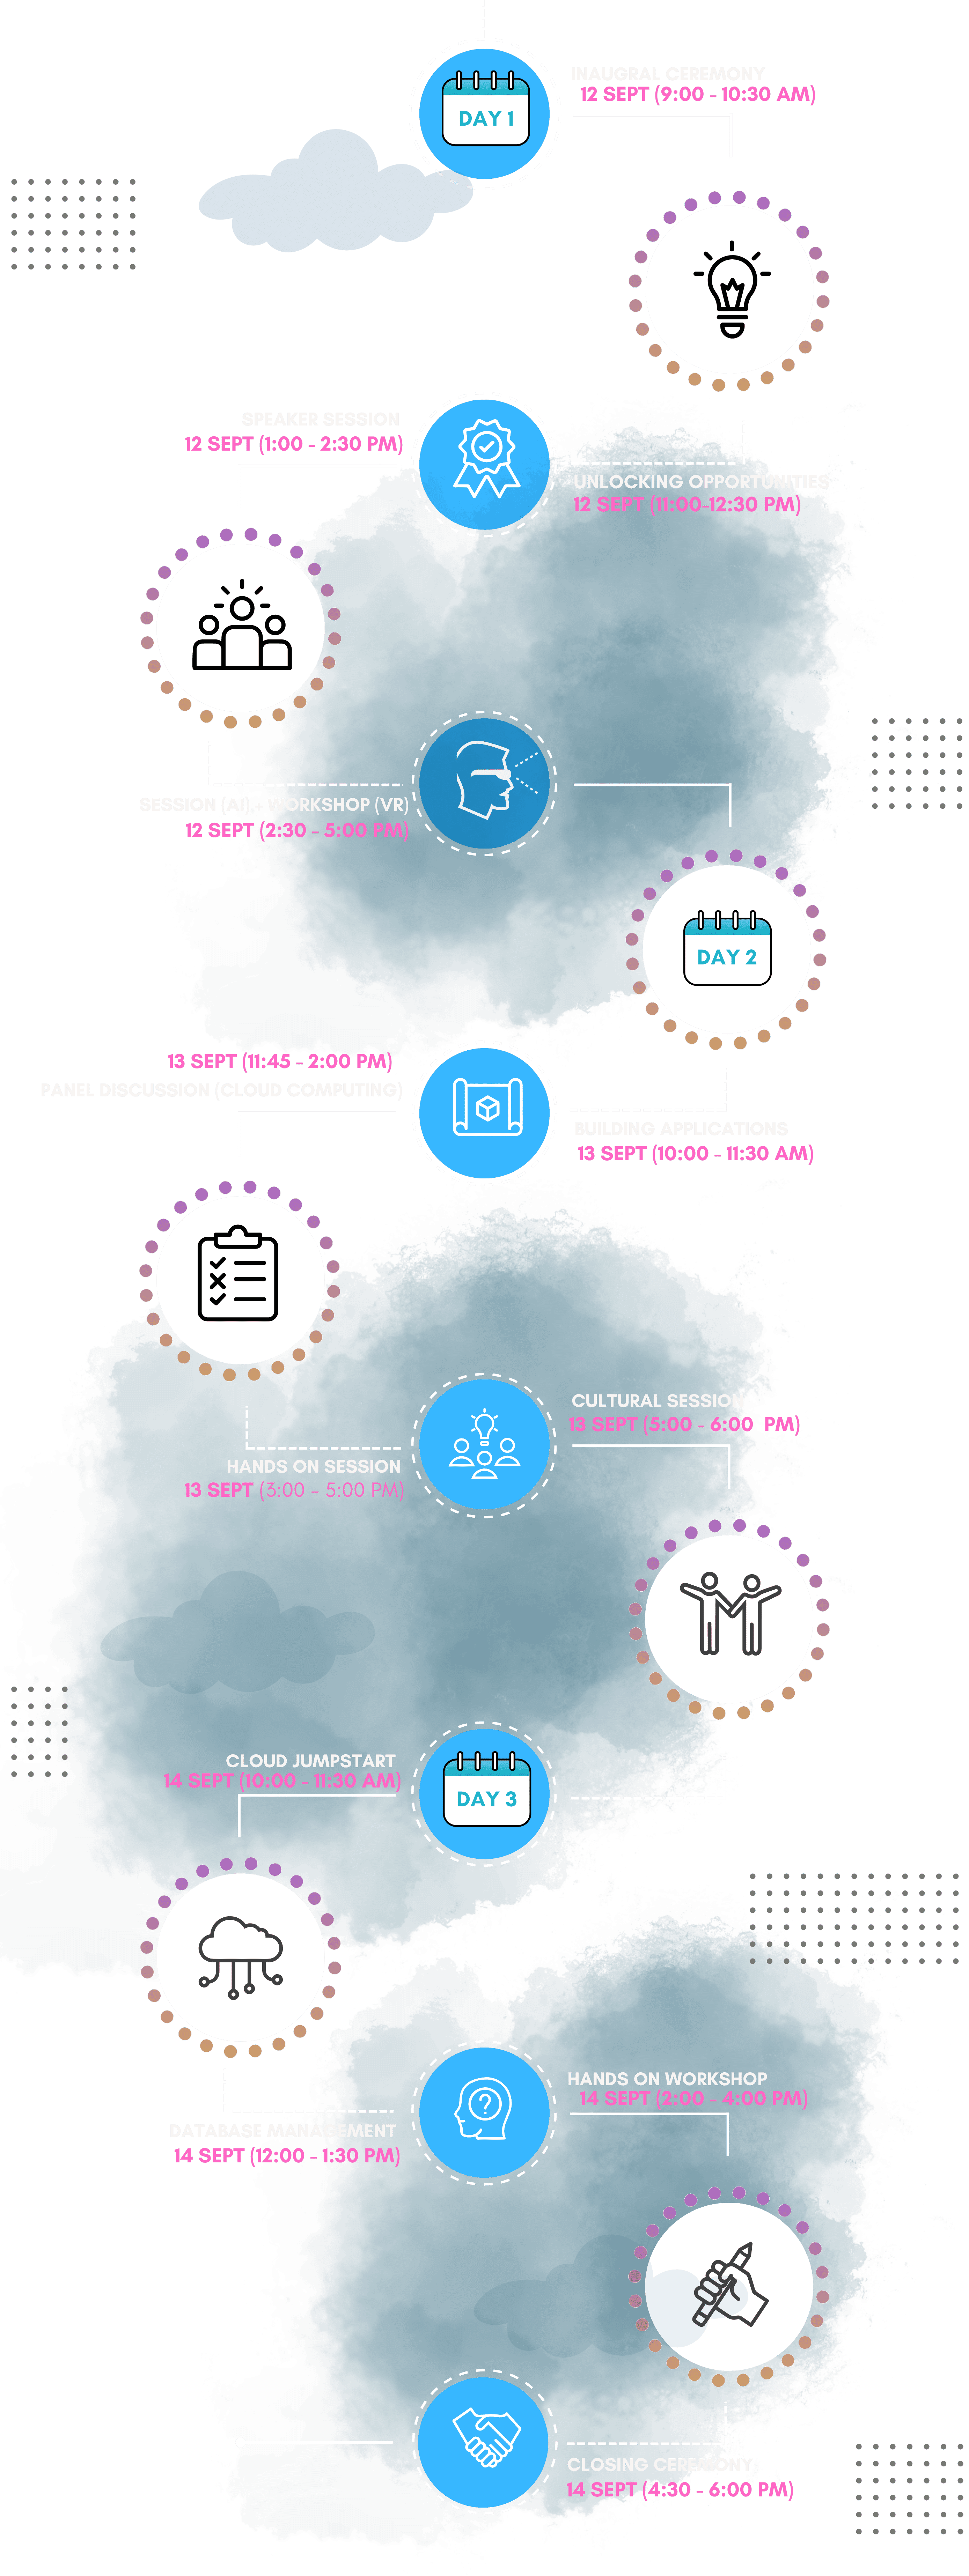 DAY 1
INAUGRAL CEREMONY
12 SEPT (9:00 - 10:30 AM)
UNLOCKING OPPORTUNITIES
12 SEPT (11:00-12:30 PM)
SPEAKER SESSION
12 SEPT (1:00 - 2:30 PM)
SESSION (AI) + WORKSHOP (VR)
12 SEPT (2:30 - 5:00 PM)
DAY 2
BUILDING APPLICATIONS
13 SEPT (10:00 - 11:30 AM)
13 SEPT (11:45 - 2:00 PM)
PANEL DISCUSSION (CLOUD COMPUTING)
HANDS ON SESSION
13 SEPT (3:00 - 5:00 PM)
CULTURAL SESSION
13 SEPT (5:00 - 6:00 PM)
DAY 3
CLOUD JUMPSTART
14 SEPT (10:00 - 11:30 AM)
DATABASE MANAGEMENT
14 SEPT (12:00 - 1:30 PM)
HANDS ON WORKSHOP
14 SEPT (2:00 - 4:00 PM)
CLOSING CEREMONY
14 SEPT (4:30 - 6:00 PM)